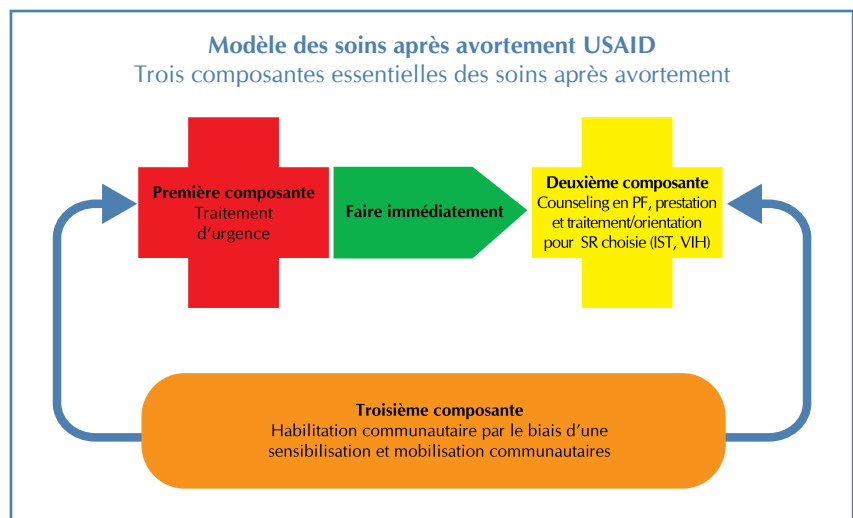 Modèle des soins après avortement USAID
Trois composantes essentielles des soins après avortement
Première composante
Traitement
d’urgence
Faire immédiatement
Deuxième composante
Counseling en PF, prestation
et traitement/orientation
pour SR choisie (IST, VIH)
Troisième composante
Habilitation communautaire par le biais d’une
sensibilisation et mobilisation communautaires